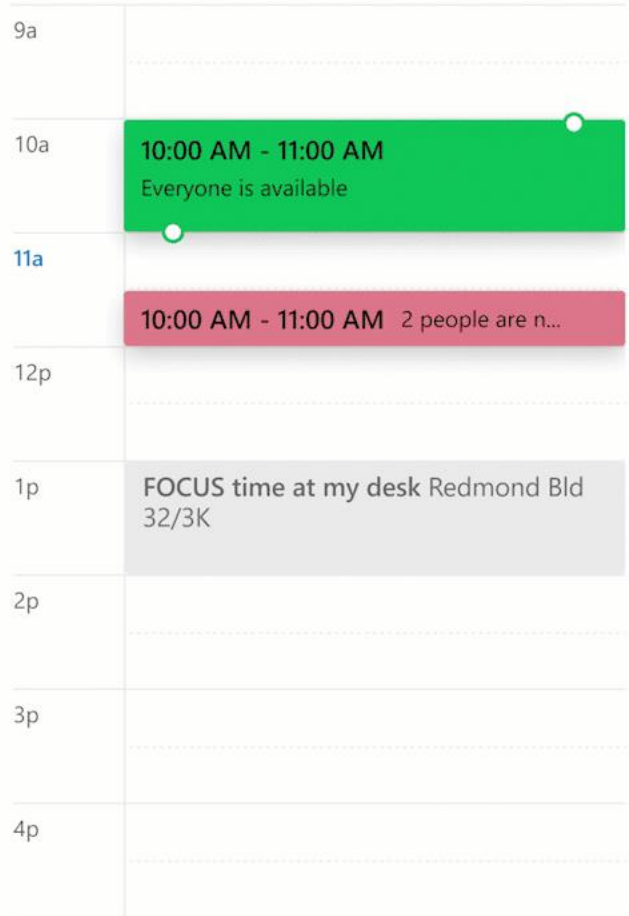 9a
10a
10:00 AM - 11:00 AM
Everyone is available
11a
10:00 AM - 11:00 AM 2 people are n...
12p
1p
FOCUS time at my desk Redmond Bld
32/3K
2p
3p
4p